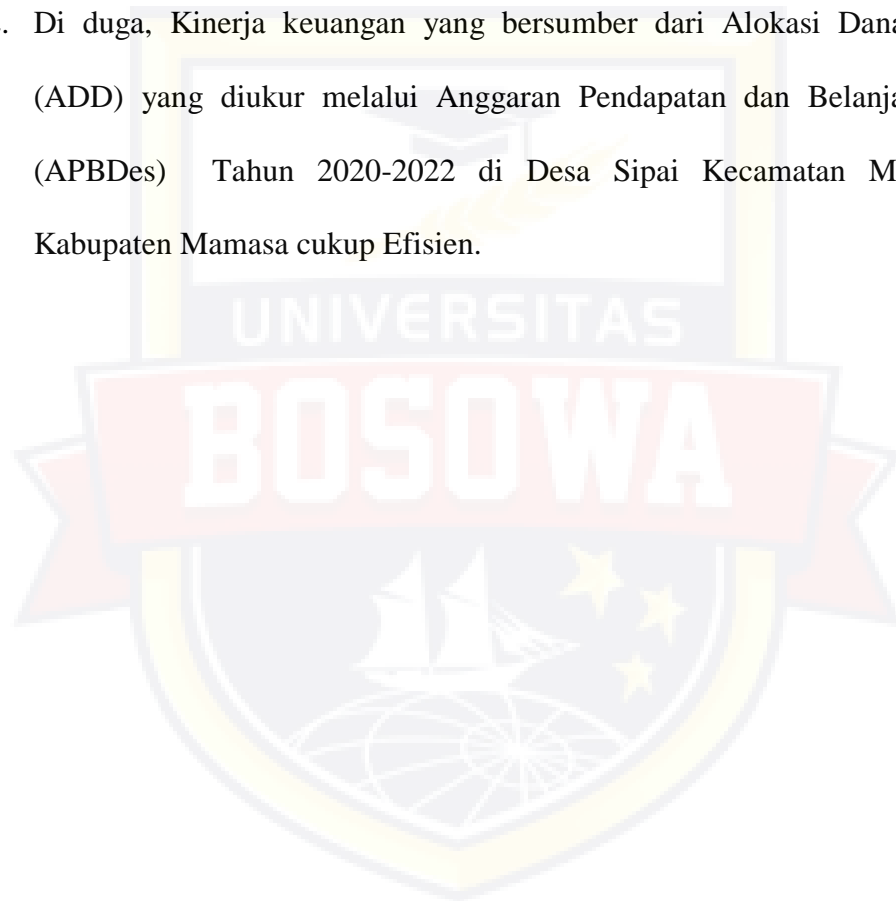 Di duga, Kinerja keuangan yang bersumber dari Alokasi Dana
(ADD) yang diukur melalui Anggaran Pendapatan dan Belanja
(APBDes) Tahun 2020-2022 di Desa Sipai Kecamatan M
Kabupaten Mamasa cukup Efisien.
UNIVERSITAS
BOSOWA